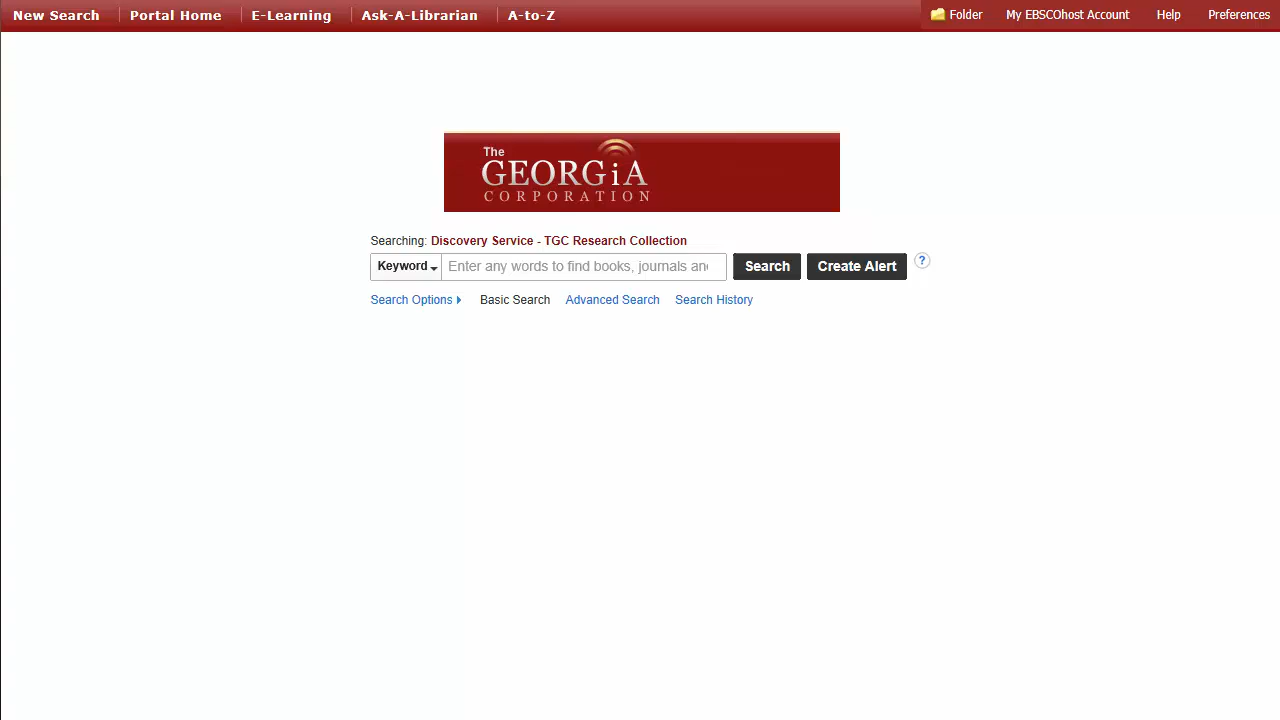 New Search Portal Home E-Learning Ask-A-Librarian A-to-Z Folder My EBSCOhost Account Help Preferences
The
GEORGiA
CORPORATION
Searching: Discovery Service - TGC Research Collection
Keyword Enter any words to find books, journals and Search Create Alert ?
Search Options Basic Search Advanced Search Search History